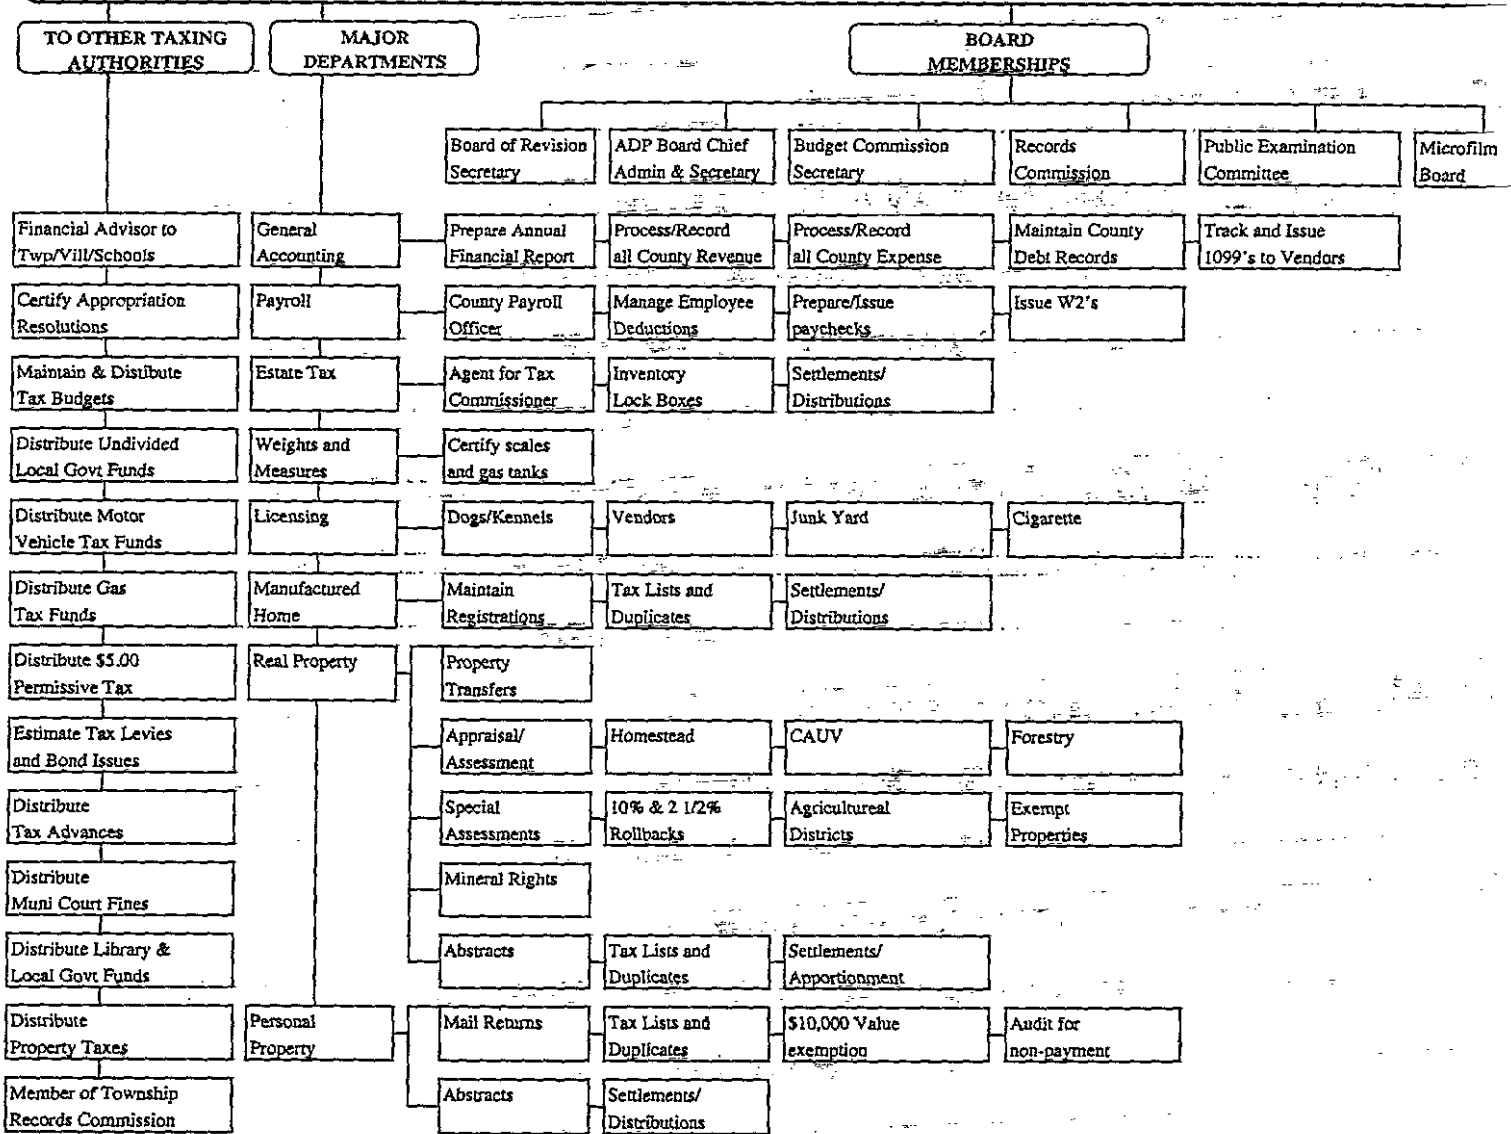 TO OTHER TAXING
AUTHORITIES
MAJOR
DEPARTMENTS
BOARD
MEMBERSHIPS
Board of Revision
Secretary
ADP Board Chief
Admin & Secretary
Budget Commission
Secretary
Records
Commission
Public Examination
Committee
Microfilm
Board
Financial Advisor to
Twp/Vill/Schools
General
Accounting
Prepare Annual
Financial Report
Process/Record
all County Revenue
Process/Record
all County Expense
Maintain County
Debt Records
Track and Issue
1099's to Vendors
Certify Appropriation
Resolutions
Payroll
County Payroll
Officer
Manage Employee
Deductions
Prepare/Issue
paychecks
Issue W2's
Maintain & Distibute
Tax Budgets
Estate Tax
Agent for Tax
Commissioner
Inventory
Lock Boxes
Settlements/
Distributions
Distribute Undivided
Local Govt Funds
Weights and
Measures
Certify scales
and gas tanks
Distribute Motor
Vehicle Tax Funds
Licensing
Dogs/Kennels
Vendors
Junk Yard
Cigarette
Distribute Gas
Tax Funds
Manufactured
Home
Maintain
Registrations
Tax Lists and
Duplicates
Settlements/
Distributions
Distribute $5.00
Permissive Tax
Real Property
Property
Transfers
Estimate Tax Levies
and Bond Issues
Appraisal/
Assessment
Homestead
CAUV
Forestry
Distribute
Tax Advances
Special
Assessments
10% & 2 1/2%
Rollbacks
Agricultureal
Districts
Exempt
Properties
Distribute
Muni Court Fines
Mineral Rights
Distribute Library &
Local Govt Funds
Abstracts
Tax Lists and
Duplicates
Settlements/
Apportionment
Distribute
Property Taxes
Personal
Property
Mail Returns
Tax Lists and
Duplicates
$10,000 Value
exemption
Audit for
non-payment
Member of Township
Records Commission
Abstracts
Settlements/
Distributions